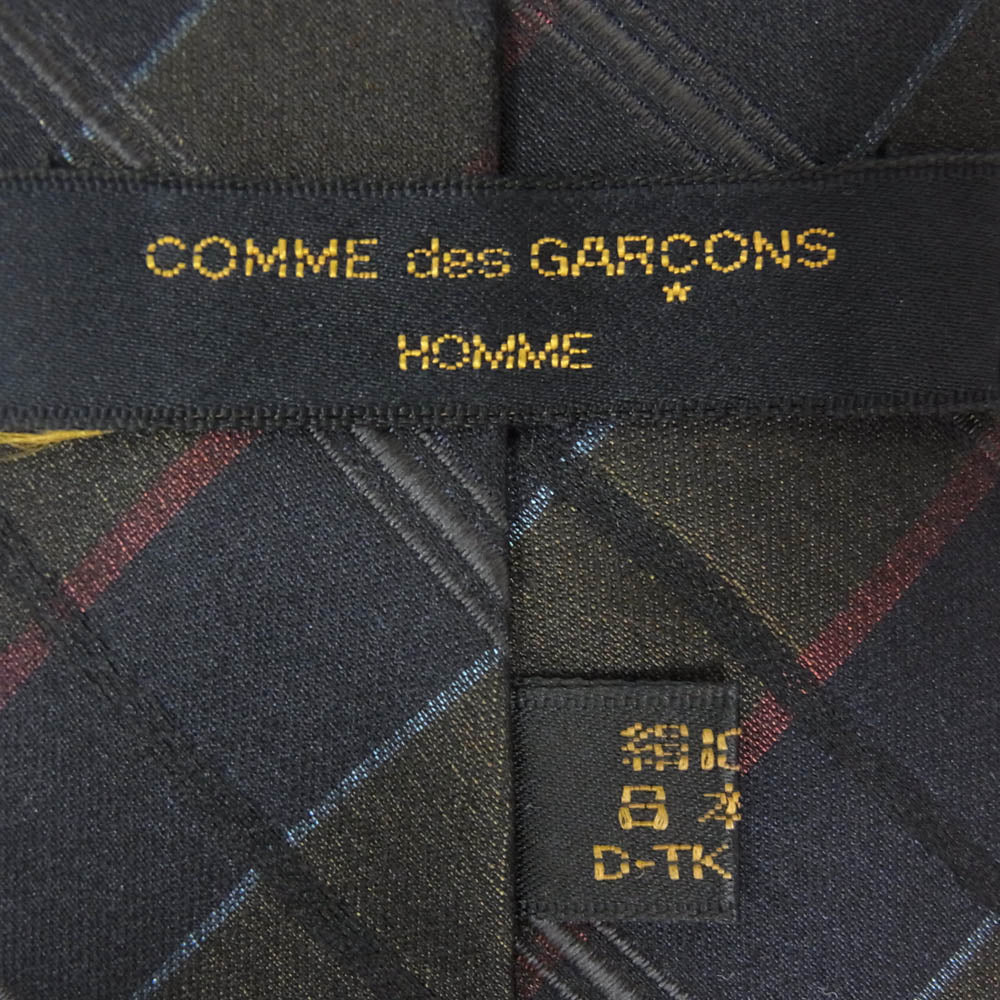 COMME des GARÇONS
HOMME
絹10
日本
D-TK